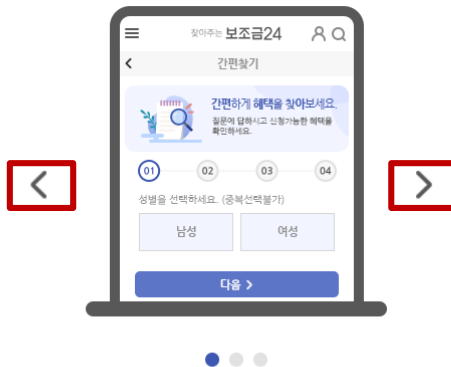 찾아주는 보조금24
간편찾기
간편하게 혜택을 찾아보세요.
질문에 답하시고 신청가능한 혜택을
확인하세요.
01 02 03 04
성별을 선택하세요. (중복선택불가)
남성 여성
다음